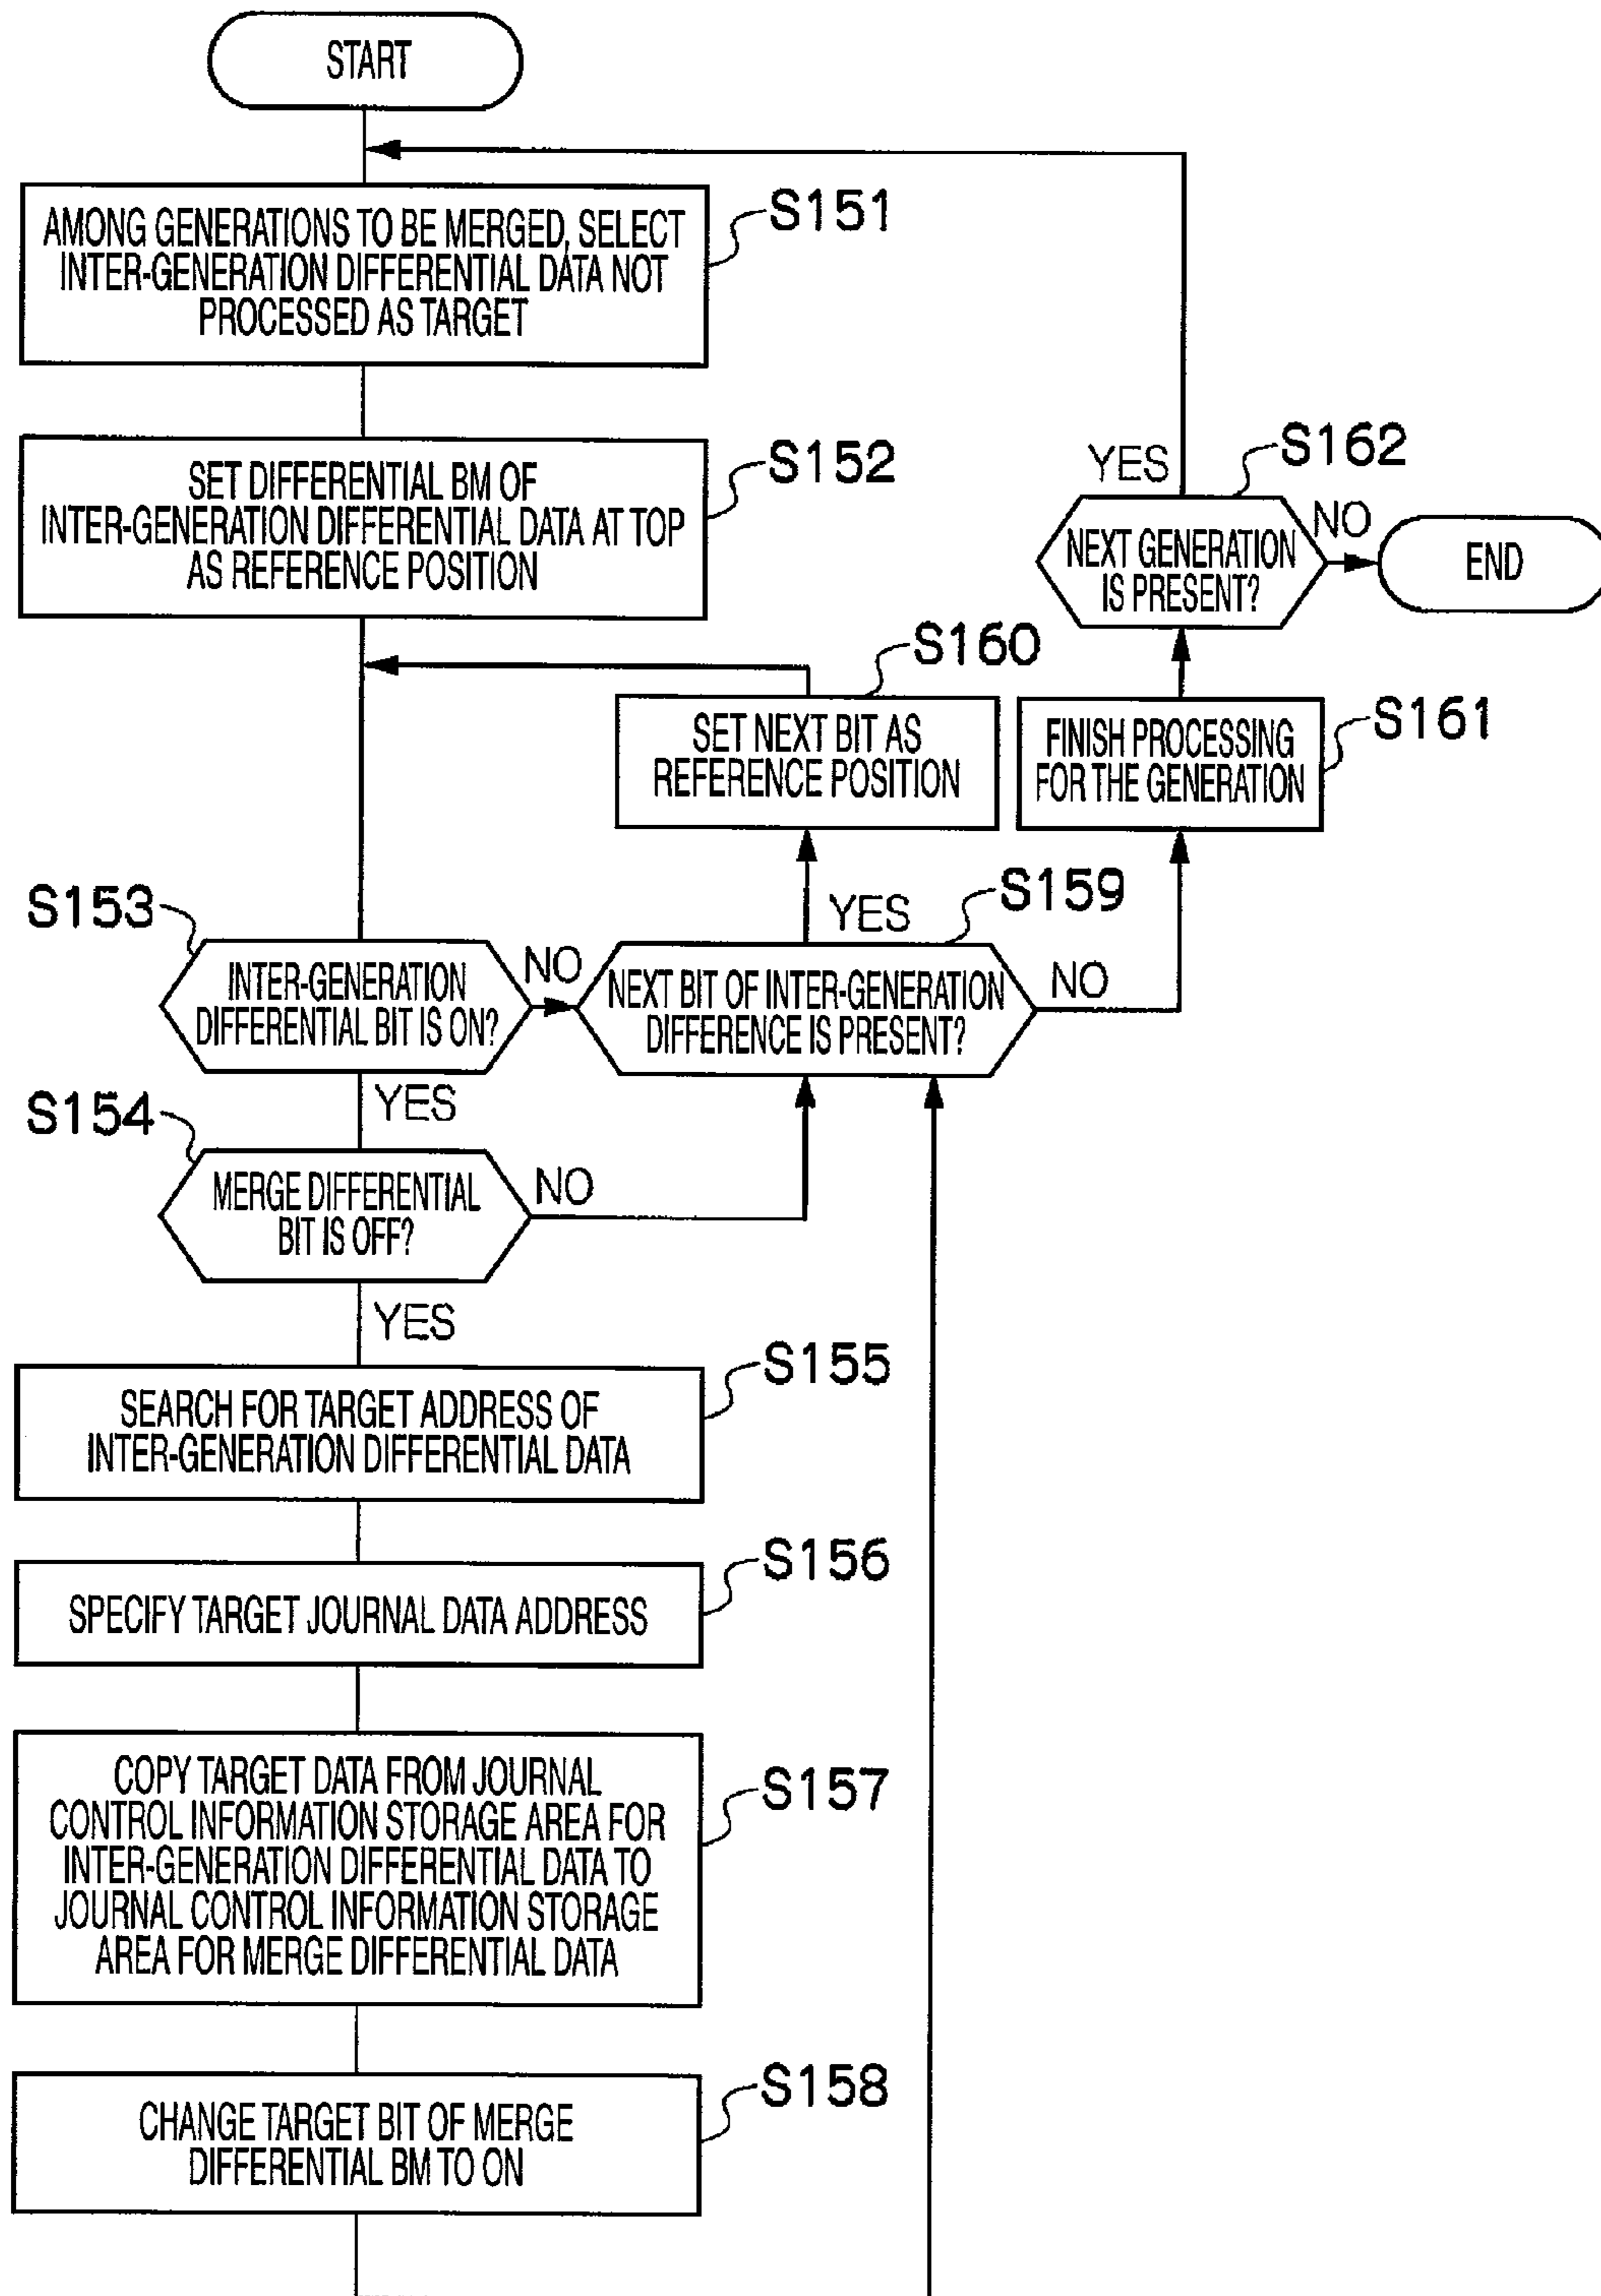 START
AMONG GENERATIONS TO BE MERGED, SELECT
INTER-GENERATION DIFFERENTIAL DATA NOT
PROCESSED AS TARGET
S151
SET DIFFERENTIAL BM OF
INTER-GENERATION DIFFERENTIAL DATA AT TOP
AS REFERENCE POSITION
S152
YES
S162
NEXT GENERATION
IS PRESENT?
NO
END
S160
SET NEXT BIT AS
REFERENCE POSITION
FINISH PROCESSING
FOR THE GENERATION
S161
S153
INTER-GENERATION
DIFFERENTIAL BIT IS ON?
NO
YES
S159
NEXT BIT OF INTER-GENERATION
DIFFERENCE IS PRESENT?
NO
YES
S154
MERGE DIFFERENTIAL
BIT IS OFF?
NO
YES
SEARCH FOR TARGET ADDRESS OF
INTER-GENERATION DIFFERENTIAL DATA
S155
SPECIFY TARGET JOURNAL DATA ADDRESS
S156
COPY TARGET DATA FROM JOURNAL
CONTROL INFORMATION STORAGE AREA FOR
INTER-GENERATION DIFFERENTIAL DATA TO
JOURNAL CONTROL INFORMATION STORAGE
AREA FOR MERGE DIFFERENTIAL DATA
S157
CHANGE TARGET BIT OF MERGE
DIFFERENTIAL BM TO ON
S158